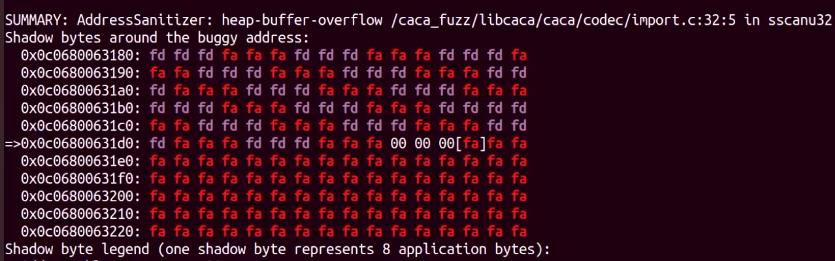 SUMMARY: AddressSanitizer: heap-buffer-overflow /caca_fuzz/libcaca/caca/codec/import.c:32:5 in sscanu32
Shadow bytes around the buggy address:
0x0c0680063180: fd fd fd fa fa fa fd fd fd fa fa fa fd fd fd fa
0x0c0680063190: fa fa fd fd fd fa fa fa fd fd fd fa fa fa fd fd
0x0c06800631a0: fd fa fa fa fd fd fd fa fa fa fd fd fd fa fa fa
0x0c06800631b0: fd fd fd fa fa fa fd fd fd fa fa fa fd fd fd fa
0x0c06800631c0: fa fa fd fd fd fa fa fa fd fd fd fa fa fa fd fd
=>0x0c06800631d0: fd fa fa fa fd fd fd fa fa fa 00 00 00[fa]fa fa
0x0c06800631e0: fa fa fa fa fa fa fa fa fa fa fa fa fa fa fa fa
0x0c06800631f0: fa fa fa fa fa fa fa fa fa fa fa fa fa fa fa fa
0x0c0680063200: fa fa fa fa fa fa fa fa fa fa fa fa fa fa fa fa
0x0c0680063210: fa fa fa fa fa fa fa fa fa fa fa fa fa fa fa fa
0x0c0680063220: fa fa fa fa fa fa fa fa fa fa fa fa fa fa fa fa
Shadow byte legend (one shadow byte represents 8 application bytes):